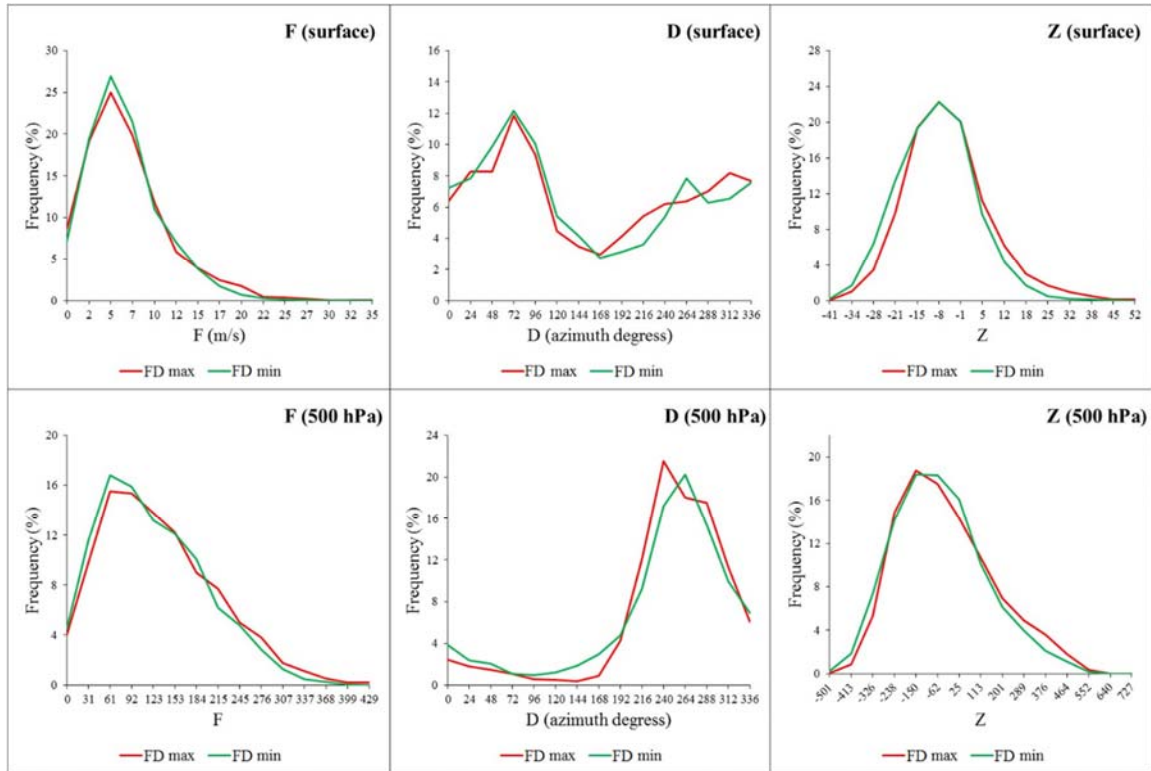 F (surface)
30
25
20
15
10
5
0
Frequency (%)
0 2 5 7 10 12 15 17 20 22 25 27 30 32 35
F (m/s)
FD max FD min
D (surface)
16
14
12
10
8
6
4
2
0
Frequency (%)
0 24 48 72 96 120 144 168 192 216 240 264 288 312 336
D (azimuth degress)
FD max FD min
Z (surface)
28
24
20
16
12
8
4
0
Frequency (%)
-41 -34 -28 -21 -15 -8 -1 5 12 18 25 32 38 45 52
Z
FD max FD min
F (500 hPa)
20
16
12
8
4
0
Frequency (%)
0 31 61 92 123 153 184 215 245 276 307 337 368 399 429
F
FD max FD min
D (500 hPa)
24
20
16
12
8
4
0
Frequency (%)
0 24 48 72 96 120 144 168 192 216 240 264 288 312 336
D (azimuth degress)
FD max FD min
Z (500 hPa)
20
16
12
8
4
0
Frequency (%)
-501 -413 -326 -238 -150 -62 25 113 201 289 376 464 552 640 727
Z
FD max FD min